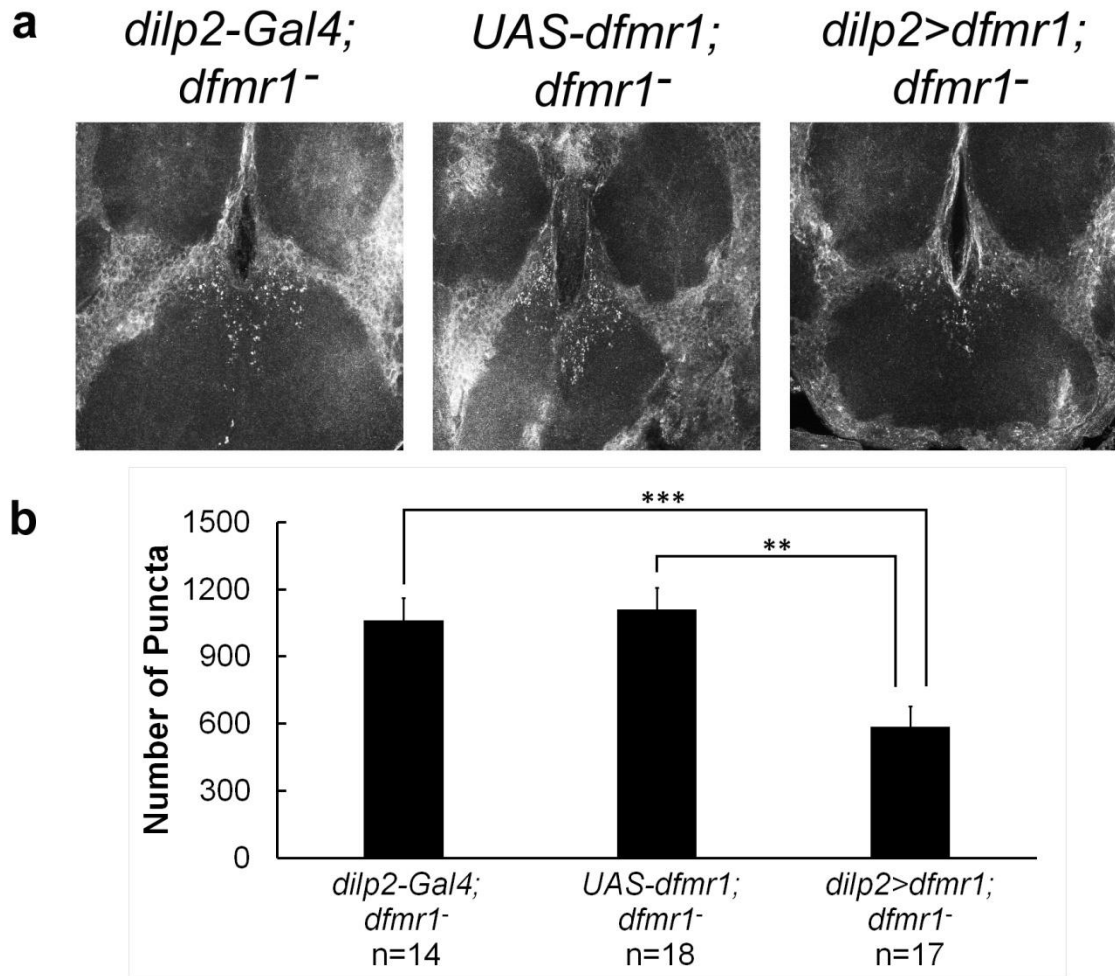 a
dilp2-Gal4; UAS-dfmr1; dilp2>dfmr1;
dfmr1- dfmr1- dfmr1-
b
***
**
1500
1200
900
600
300
0
Number of Puncta
dilp2-Gal4; UAS-dfmr1; dilp2>dfmr1;
dfmr1- dfmr1- dfmr1-
n=14 n=18 n=17